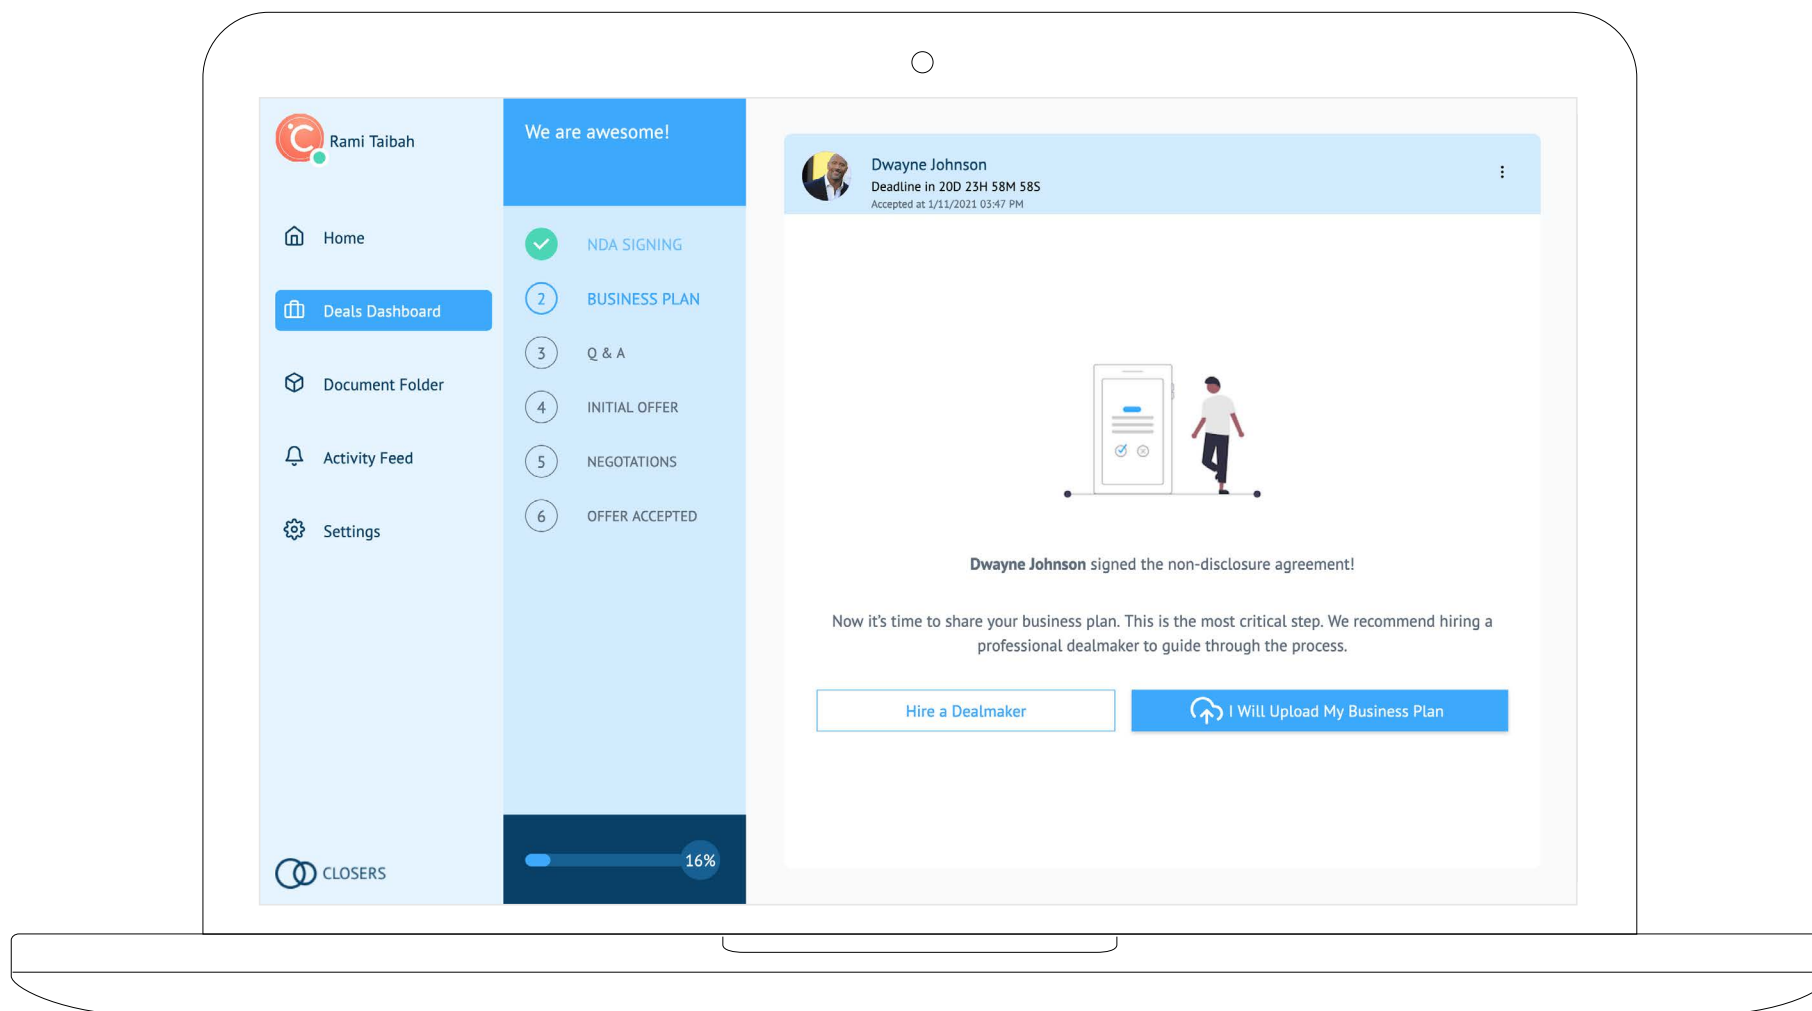 Rami Taibah
Home
Deals Dashboard
Document Folder
Activity Feed
Settings
CLOSERS
We are awesome!
NDA SIGNING
2 BUSINESS PLAN
3 Q & A
4 INITIAL OFFER
5 NEGOTATIONS
6 OFFER ACCEPTED
16%
Dwayne Johnson
Deadline in 20D 23H 58M 58S
Accepted at 1/11/2021 03:47 PM
Dwayne Johnson signed the non-disclosure agreement!
Now it's time to share your business plan. This is the most critical step. We recommend hiring a
professional dealmaker to guide through the process.
Hire a Dealmaker
I Will Upload My Business Plan